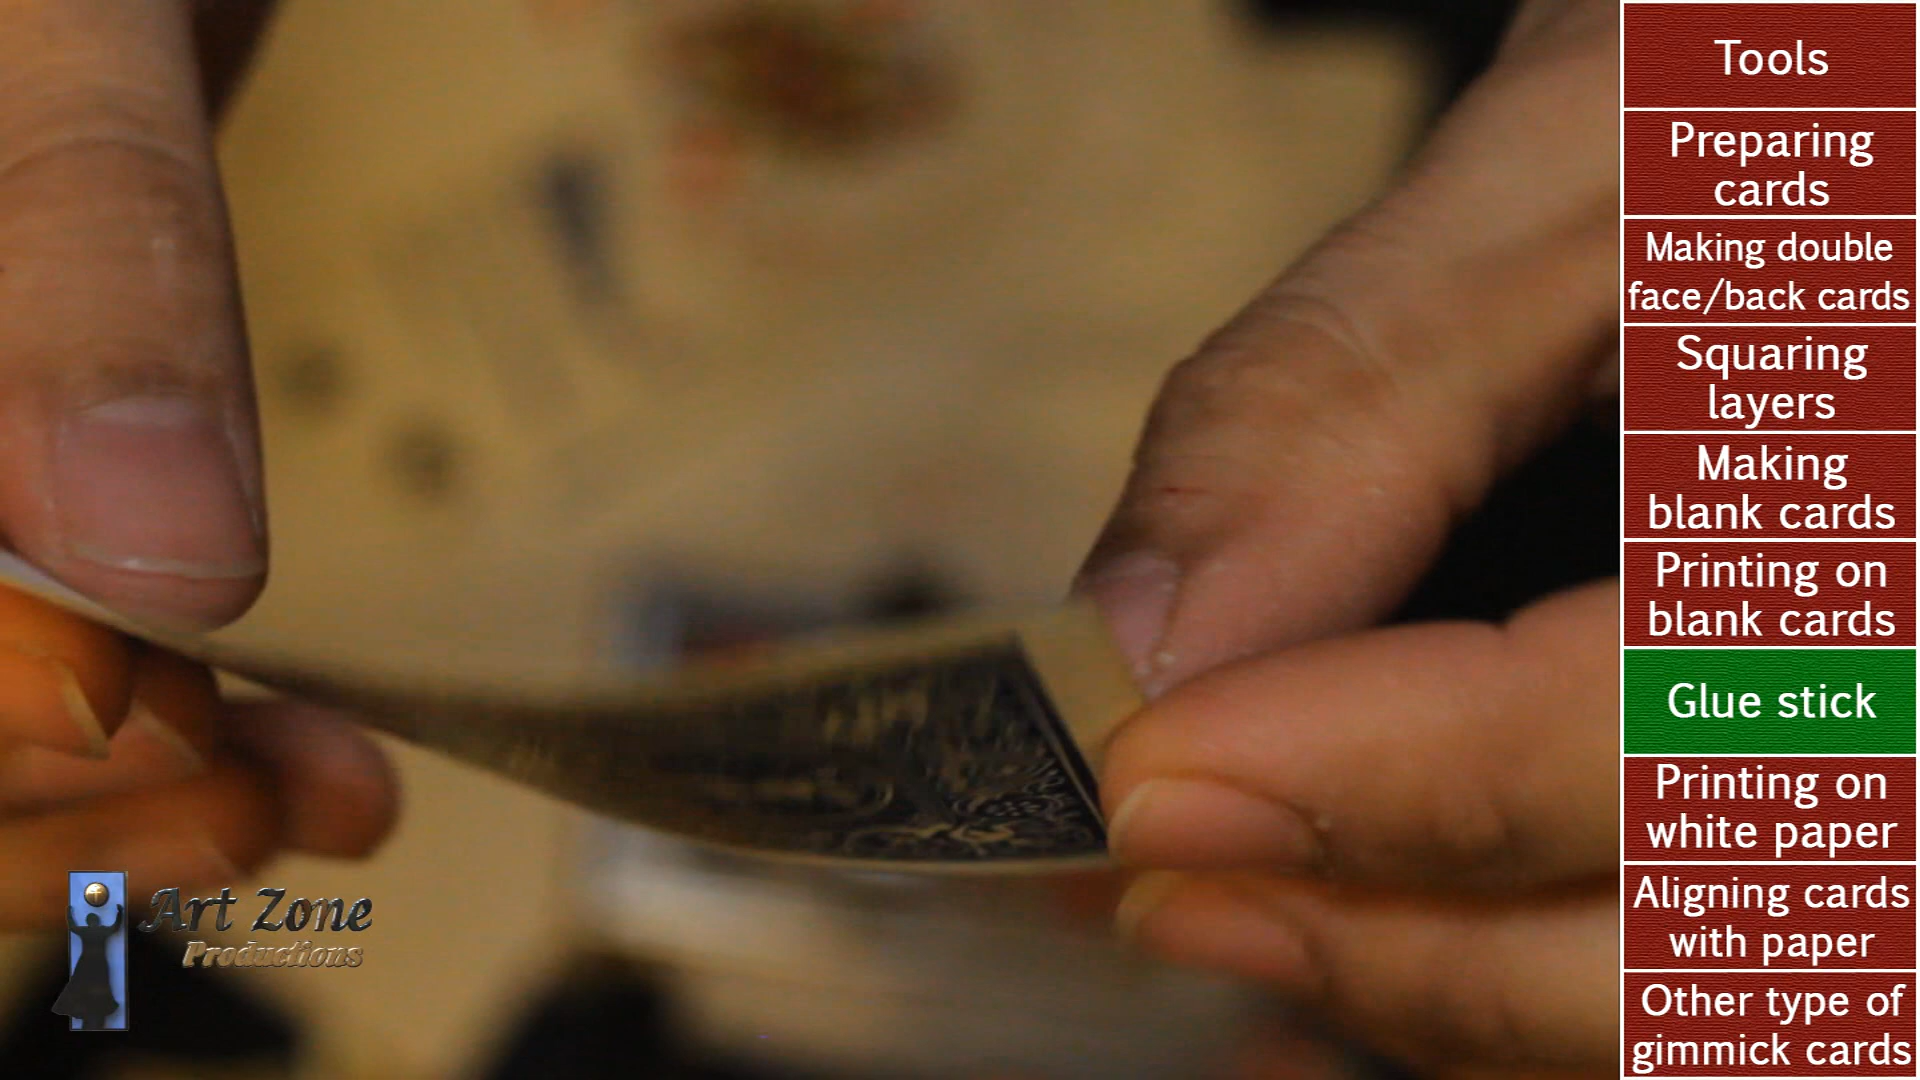 Tools
Preparing
cards
Making double
face/back cards
Squaring
layers
Making
blank cards
Printing on
blank cards
Glue stick
Printing on
white paper
Aligning cards
with paper
Other type of
gimmick cards
Art Zone
Productions